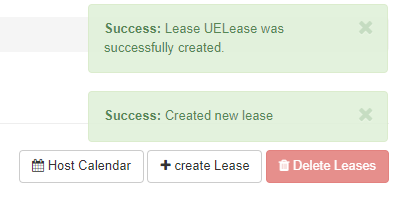 Success: Lease UELease was
successfully created.
Success: Created new lease
Host Calendar
create Lease
Delete Leases